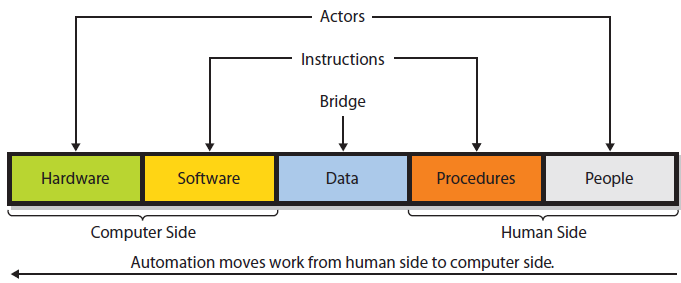 Actors
Instructions
Bridge
Hardware Software Data Procedures People
Computer Side Human Side
Automation moves work from human side to computer side.